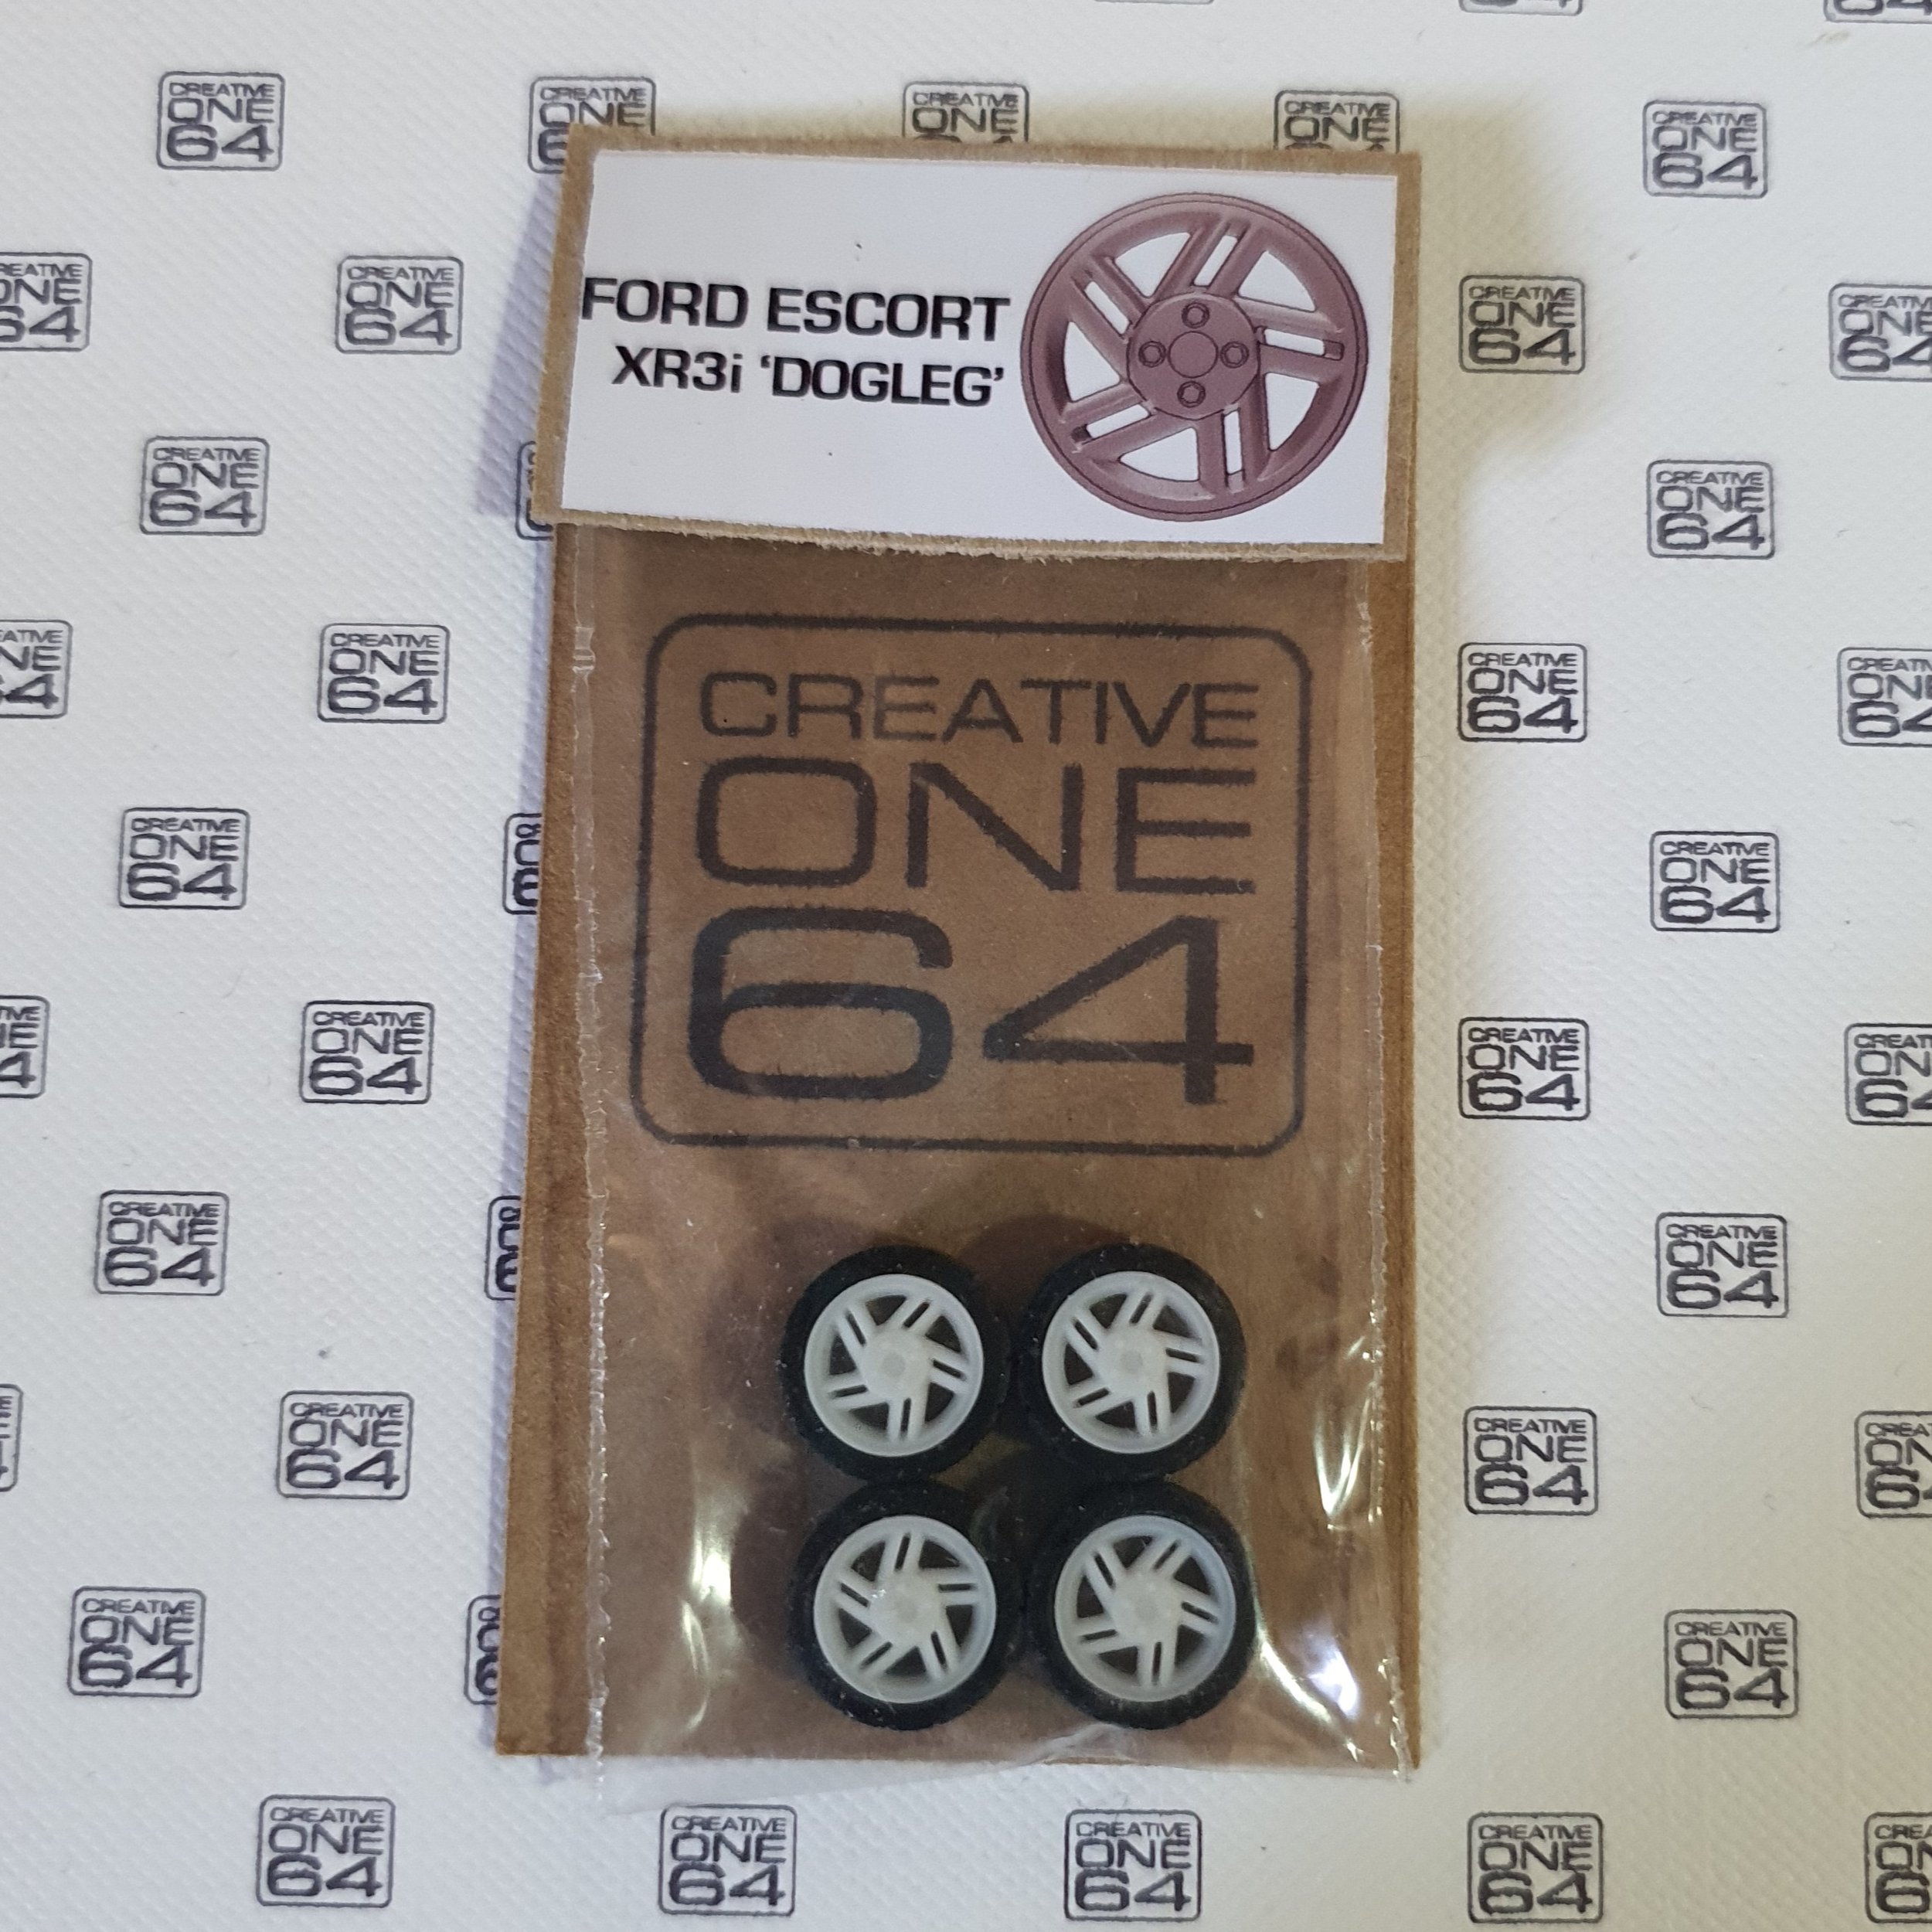 FORD ESCORT
XR3i ‘DOGLEG’
CREATIVE
ONE
64